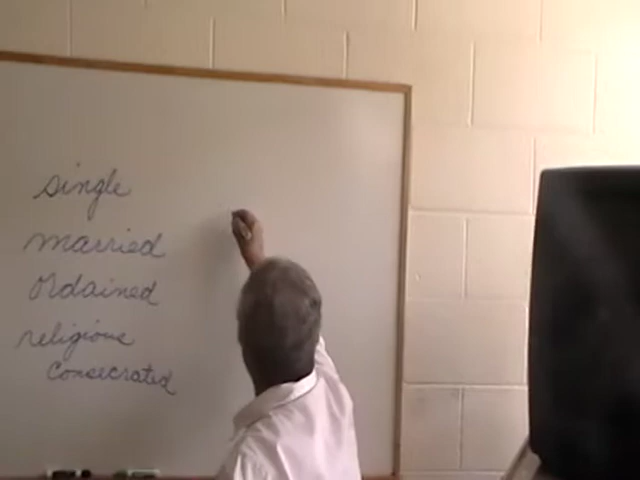 single
married
Ordained
religious
Consecrated